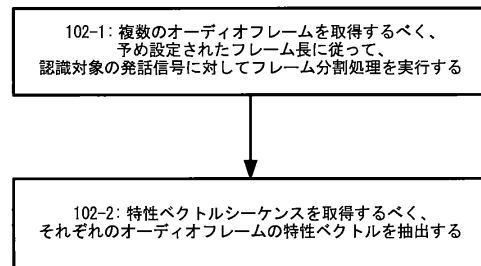 102-1: 複数のオーディオフレームを取得するべく、
予め設定されたフレーム長に従って、
認識対象の発話信号に対してフレーム分割処理を実行する
102-2: 特性ベクトルシーケンスを取得するべく、
それぞれのオーディオフレームの特性ベクトルを抽出する